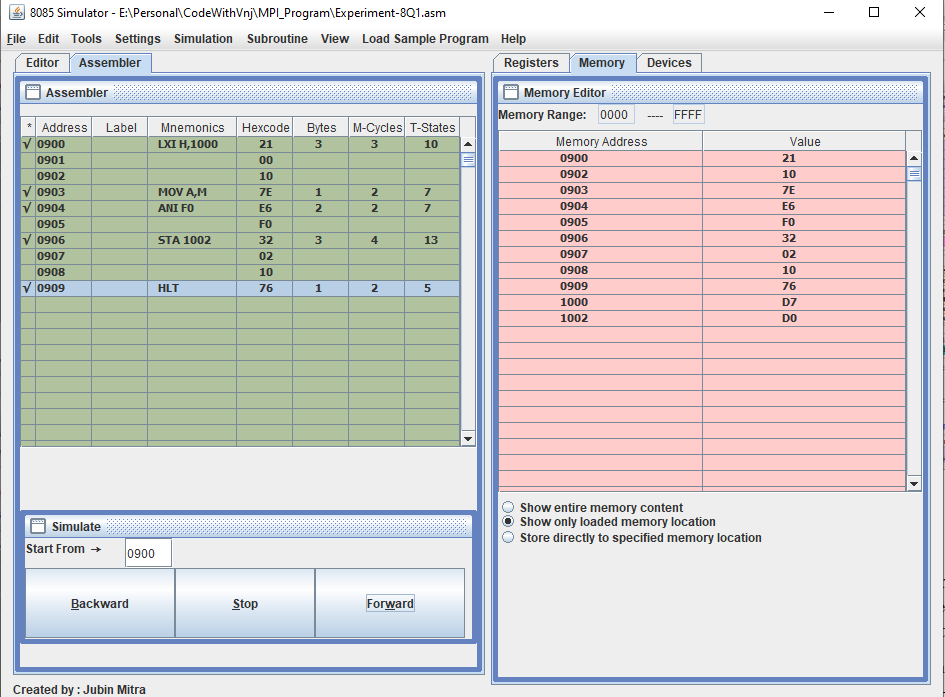 8085 Simulator - E:\Personal\CodeWithVnj\MPI_Program\Experiment-8Q1.asm
File Edit Tools Settings Simulation Subroutine View Load Sample Program Help
Editor Assembler
Assembler
* Address Label Mnemonics Hexcode Bytes M-Cycles T-States
√ 0900 LXI H,1000 21 3 3 10
0901 00
0902 10
√ 0903 MOV A,M 7E 1 2 7
√ 0904 ANI F0 E6 2 2 7
0905 F0
√ 0906 STA 1002 32 3 4 13
0907 02
0908 10
√ 0909 HLT 76 1 2 5
Simulate
Start From → 0900
Backward Stop Forward
Registers Memory Devices
Memory Editor
Memory Range: 0000 ---- FFFF
Memory Address Value
0900 21
0902 10
0903 7E
0904 E6
0905 F0
0906 32
0907 02
0908 10
0909 76
1000 D7
1002 D0
Show entire memory content
Show only loaded memory location
Store directly to specified memory location
Created by : Jubin Mitra